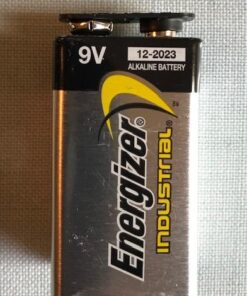 9V
12-2023
ALKALINE BATTERY
Energizer®
INDUSTRIAL®